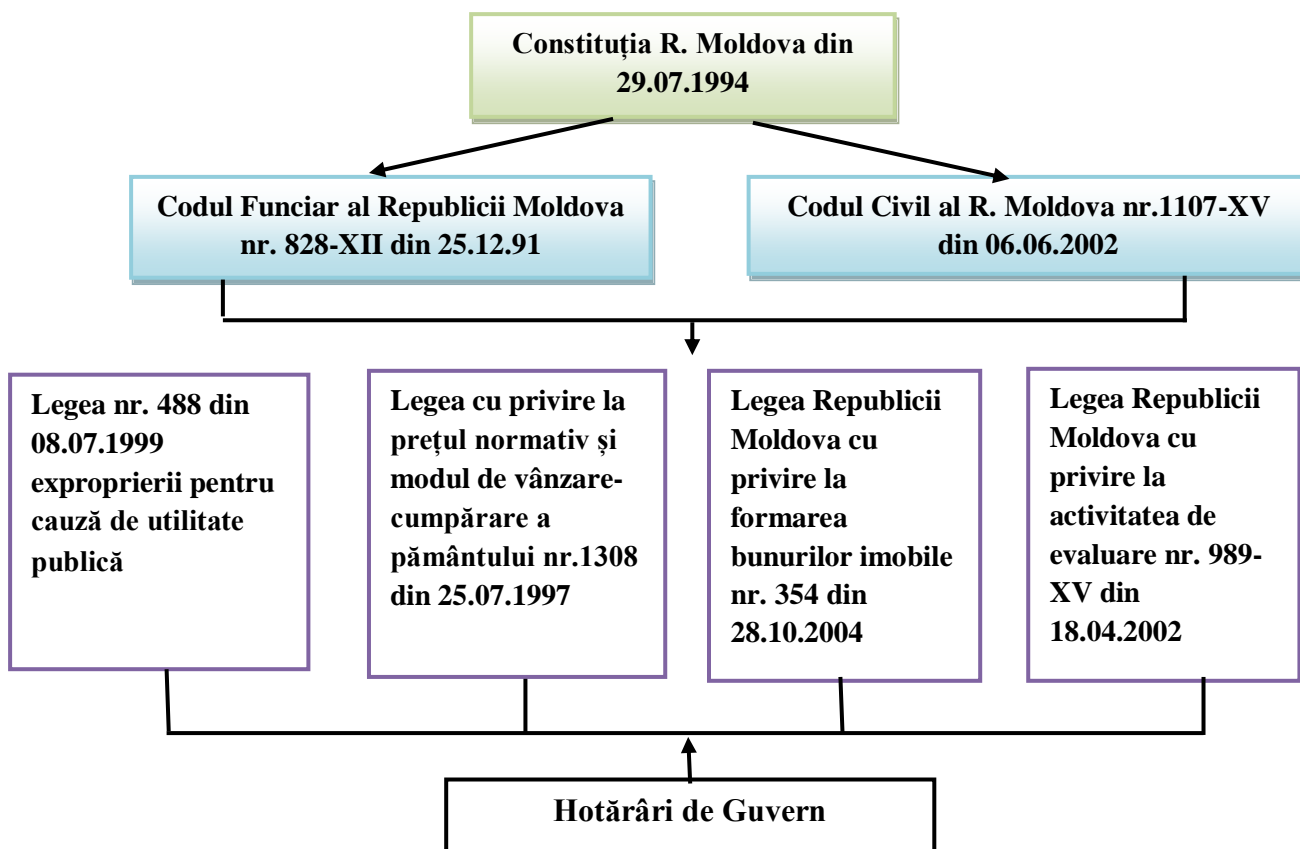 Constituția R. Moldova din
29.07.1994
Codul Funciar al Republicii Moldova
nr. 828-XII din 25.12.91
Codul Civil al R. Moldova nr.1107-XV
din 06.06.2002
Legea nr. 488 din
08.07.1999
exproprierii pentru
cauză de utilitate
publică
Legea cu privire la
prețul normativ și
modul de vânzare-
cumpărare a
pământului nr.1308
din 25.07.1997
Legea Republicii
Moldova cu
privire la
formarea
bunurilor imobile
nr. 354 din
28.10.2004
Legea Republicii
Moldova cu
privire la
activitatea de
evaluare nr. 989-
XV din
18.04.2002
Hotărâri de Guvern